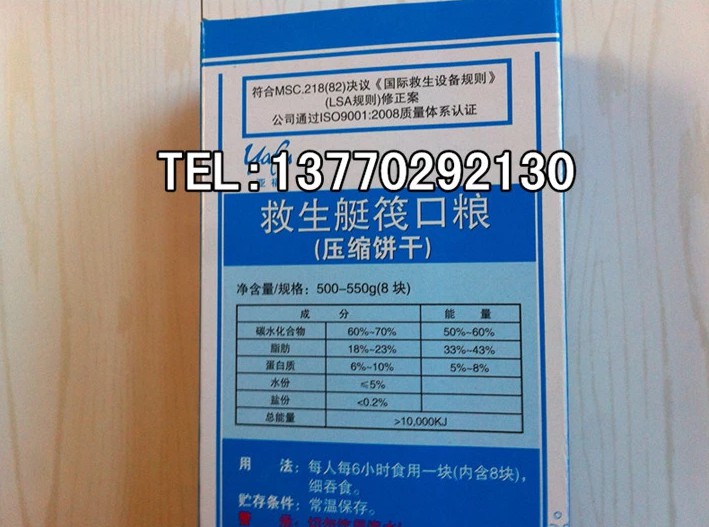 符合MSC.218(82)决议《国际救生设备规则》
(LSA规则)修正案
公司通过ISO9001:2008质量体系认证
TEL:13770292130
救生艇筏口粮
(压缩饼干)
净含量/规格: 500-550g(8 块)
成 分 能 量
碳水化合物 60%~70% 50%~60%
脂肪 18%~23% 33%~43%
蛋白质 6%~10% 5%~8%
水份 ≤5%
盐份 <0.2%
总能量 >10,000KJ
用 法: 每人每6小时食用一块(内含8块),
细吞食。
贮存条件: 常温保存。